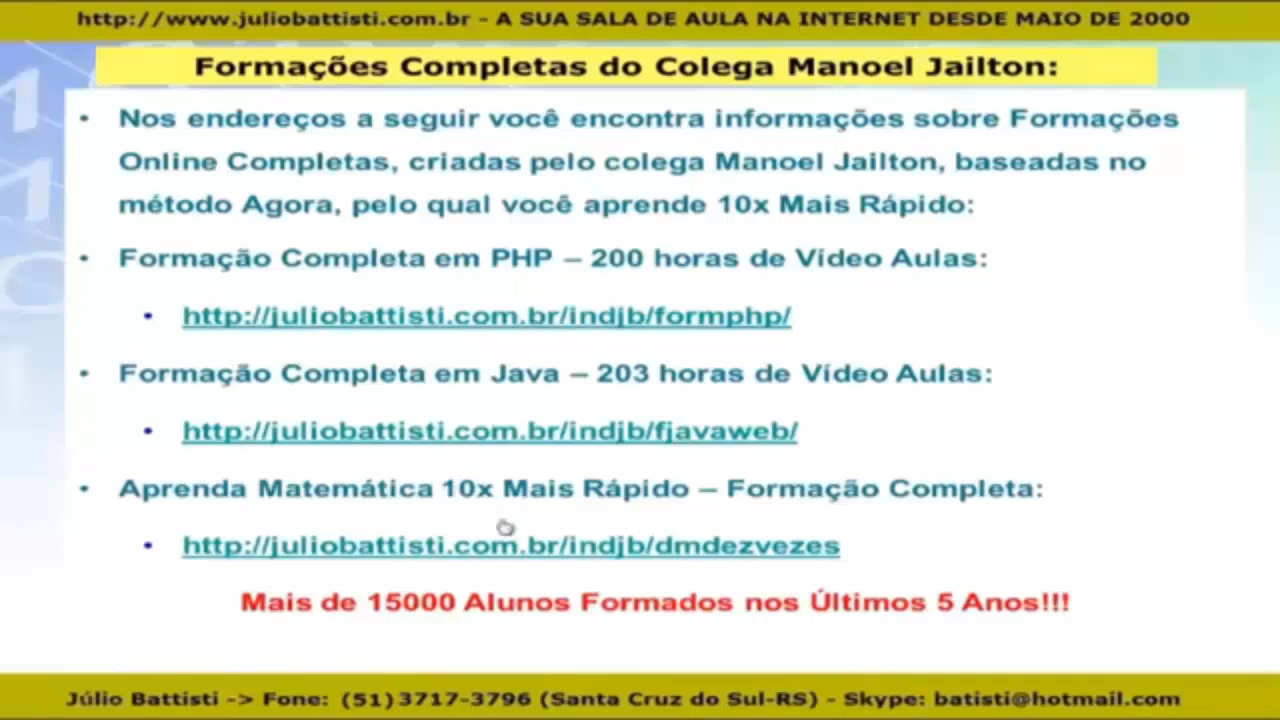 http://www.juliobattisti.com.br - A SUA SALA DE AULA NA INTERNET DESDE MAIO DE 2000
Formações Completas do Colega Manoel Jailton:
• Nos endereços a seguir você encontra informações sobre Formações
Online Completas, criadas pelo colega Manoel Jailton, baseadas no
método Agora, pelo qual você aprende 10x Mais Rápido:
• Formação Completa em PHP – 200 horas de Vídeo Aulas:
• http://juliobattisti.com.br/indjb/formphp/
• Formação Completa em Java – 203 horas de Vídeo Aulas:
• http://juliobattisti.com.br/indjb/fjavaweb/
• Aprenda Matemática 10x Mais Rápido – Formação Completa:
• http://juliobattisti.com.br/indjb/dmdezvezes
Mais de 15000 Alunos Formados nos Últimos 5 Anos!!!
Júlio Battisti -> Fone: (51) 3717-3796 (Santa Cruz do Sul-RS) - Skype: batisti@hotmail.com